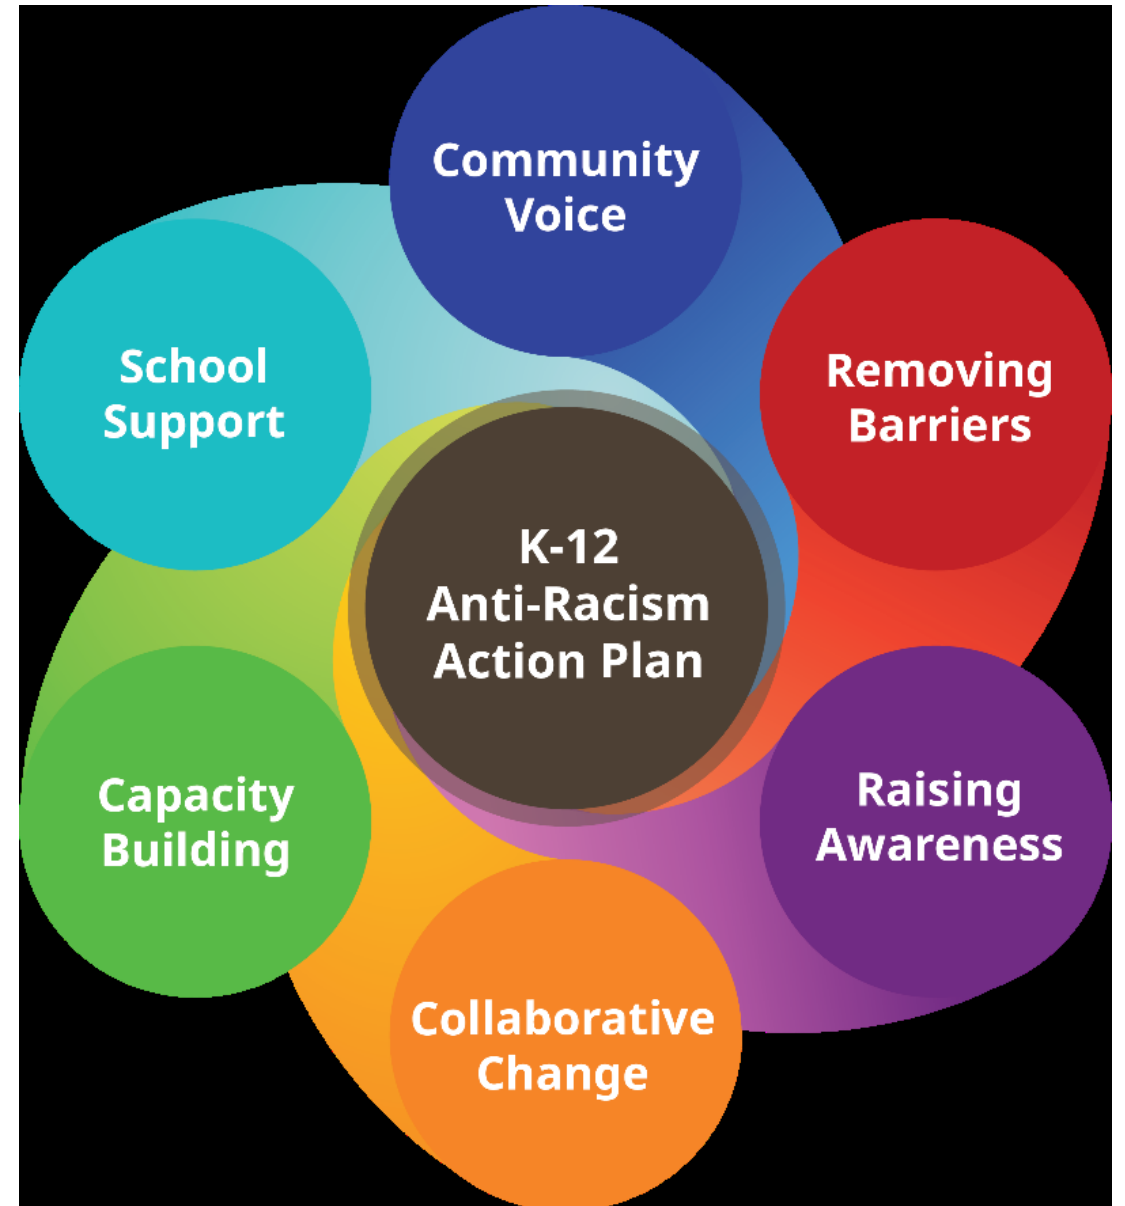 Community
Voice
Removing
Barriers
Raising
Awareness
Collaborative
Change
Capacity
Building
School
Support
K-12
Anti-Racism
Action Plan